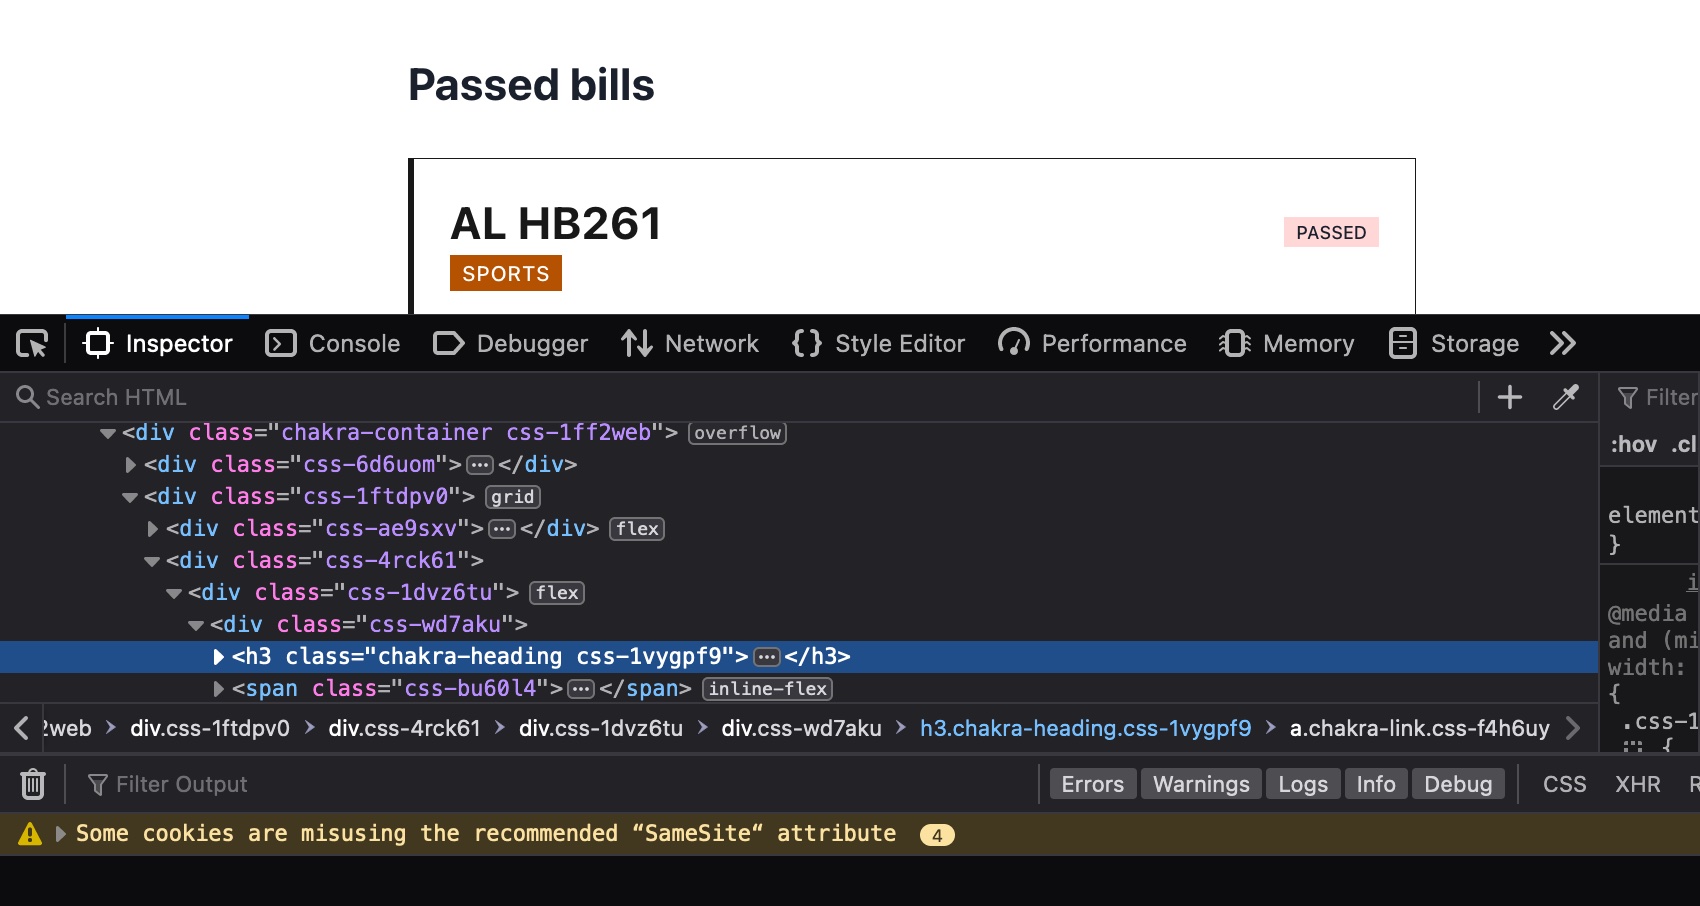 Passed bills
AL HB261
PASSED
SPORTS
Inspector Console Debugger Network Style Editor Performance Memory Storage
Search HTML
Filter
<div class="chakra-container css-1ff2web"> overflow
:hov .cl
<div class="css-6d6uom"> ••• </div>
<div class="css-1ftdpv0"> grid
<div class="css-ae9sxv"> ••• </div> flex
element
<div class="css-4rck61">
}
<div class="css-1dvz6tu"> flex
<div class="css-wd7aku">
@media
and (mi
<h3 class="chakra-heading css-1vygpf9"> ••• </h3>
width:
<span class="css-bu60l4"> ••• </span> inline-flex
{
2web > div.css-1ftdpv0 > div.css-4rck61 > div.css-1dvz6tu > div.css-wd7aku > h3.chakra-heading.css-1vygpf9 > a.chakra-link.css-f4h6uy
.css-1
{
Filter Output
Errors Warnings Logs Info Debug CSS XHR R
Some cookies are misusing the recommended “SameSite“ attribute 4